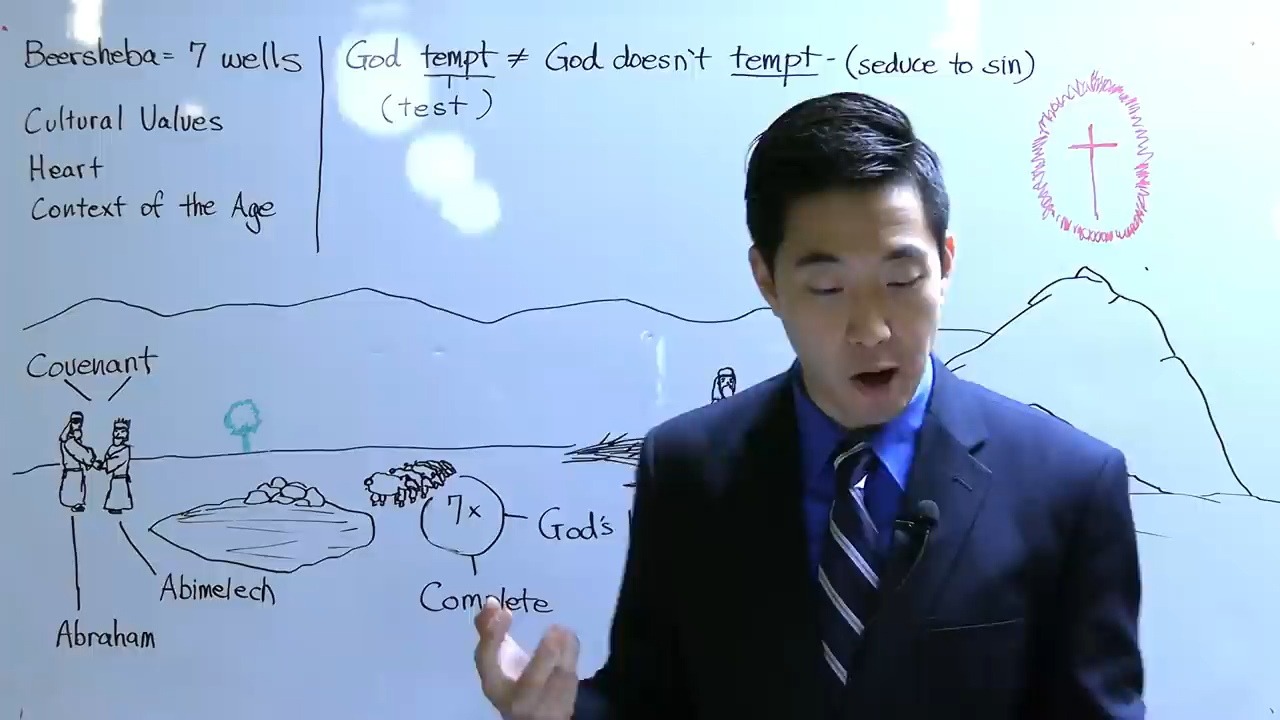 Beersheba = 7 wells
Cultural Values
Heart
Context of the Age
God tempt ≠ God doesn't tempt - (seduce to sin)
(test)
Covenant
Abraham
Abimelech
7x
God's
Complete